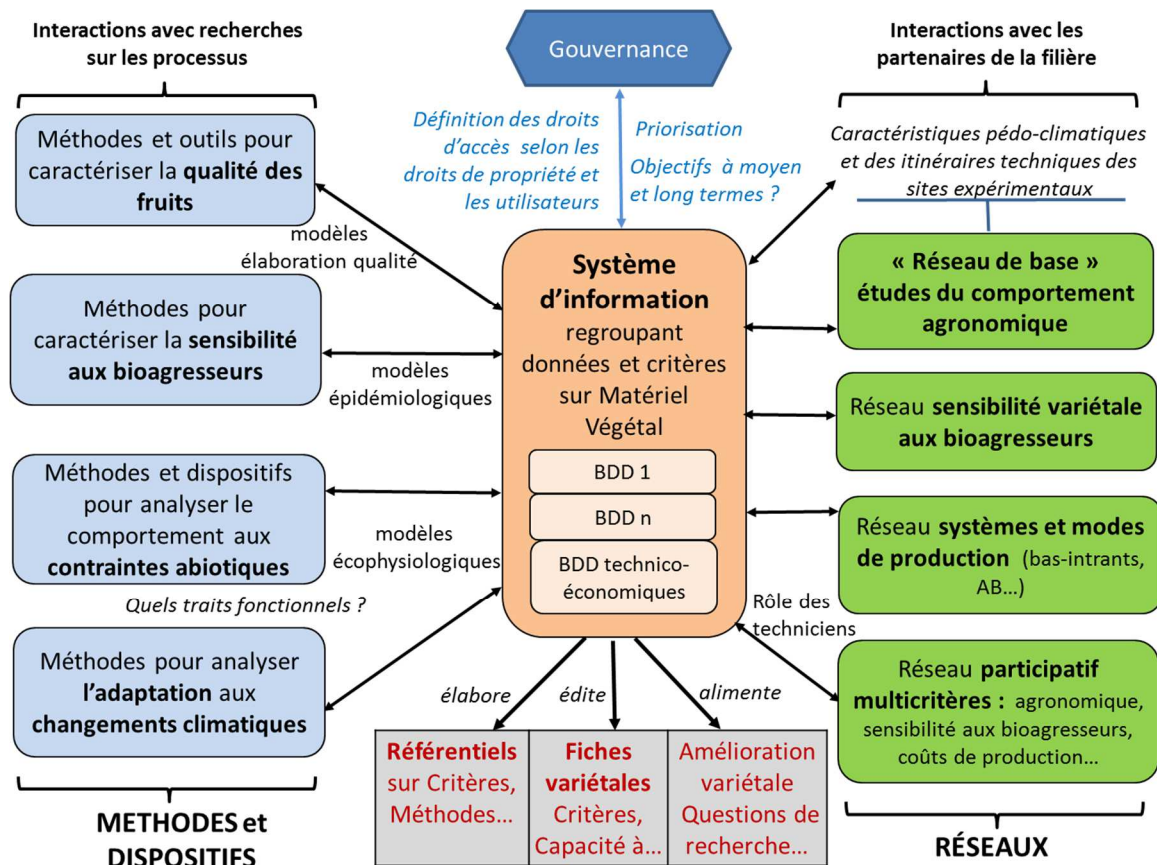 Interactions avec recherches
sur les processus
Méthodes et outils pour
caractériser la qualité des
fruits
modèles
élaboration qualité
Méthodes pour
caractériser la sensibilité
aux bioagresseurs
modèles
épidémiologiques
Méthodes et dispositifs
pour analyser le
comportement aux
contraintes abiotiques
modèles
écophysiologiques
Quels traits fonctionnels ?
Méthodes pour analyser
l’adaptation aux
changements climatiques
METHODES et
DISPOSITIFS
Gouvernance
Définition des droits
d’accès selon les
droits de propriété et
les utilisateurs
Priorisation
Objectifs à moyen
et long termes ?
Système
d’information
regroupant
données et critères
sur Matériel
Végétal
BDD 1
BDD n
BDD technico-
économiques
élabore
édite
alimente
Référentiels
sur Critères,
Méthodes…
Fiches
variétales
Critères,
Capacité à…
Amélioration
variétale
Questions de
recherche…
Interactions avec les
partenaires de la filière
Caractéristiques pédo-climatiques
et des itinéraires techniques des
sites expérimentaux
« Réseau de base »
études du comportement
agronomique
Réseau sensibilité variétale
aux bioagresseurs
Réseau systèmes et modes
de production (bas-intrants,
AB…)
Rôle des
techniciens
Réseau participatif
multicritères : agronomique,
sensibilité aux bioagresseurs,
coûts de production…
RÉSEAUX